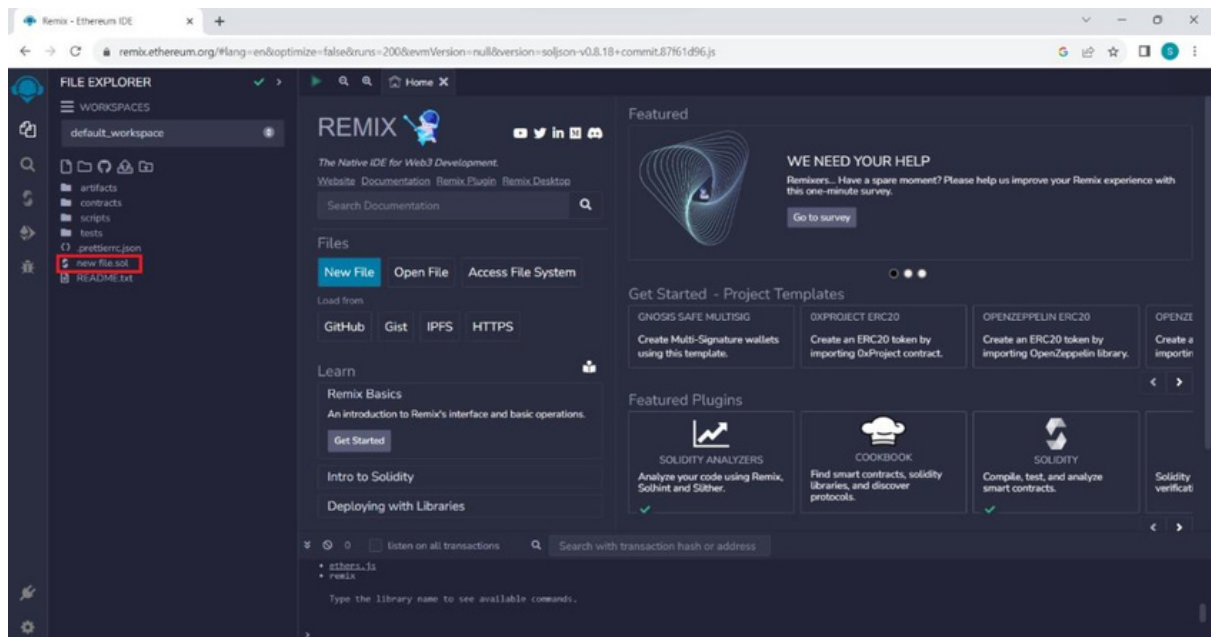 Remix - Ethereum IDE
remix.ethereum.org/#lang=en&optimize=false&runs=200&evmVersion=null&version=soljson-v0.8.18+commit.87f61d96.js
S
FILE EXPLORER
WORKSPACES
default_workspace
artifacts
contracts
scripts
tests
.prettierrc.json
new file.sol
README.txt
Home
REMIX
The Native IDE for Web3 Development.
Website Documentation Remix Plugin Remix Desktop
Search Documentation
Files
New File Open File Access File System
Load from
GitHub Gist IPFS HTTPS
Learn
Remix Basics
An introduction to Remix's interface and basic operations.
Get Started
Intro to Solidity
Deploying with Libraries
Featured
WE NEED YOUR HELP
Remixers... Have a spare moment? Please help us improve your Remix experience with
this one-minute survey.
Go to survey
Get Started - Project Templates
GNOSIS SAFE MULTISIG
Create Multi-Signature wallets
using this template.
0XPROJECT ERC20
Create an ERC20 token by
importing 0xProject contract.
OPENZEPPELIN ERC20
Create an ERC20 token by
importing OpenZeppelin library.
OPENZE
Create a
importin
Featured Plugins
SOLIDITY ANALYZERS
Analyze your code using Remix,
Solhint and Slither.
COOKBOOK
Find smart contracts, solidity
libraries, and discover
protocols.
SOLIDITY
Compile, test, and analyze
smart contracts.
Solidity
verificati
0 listen on all transactions Search with transaction hash or address
ethers.js
remix
Type the library name to see available commands.
>